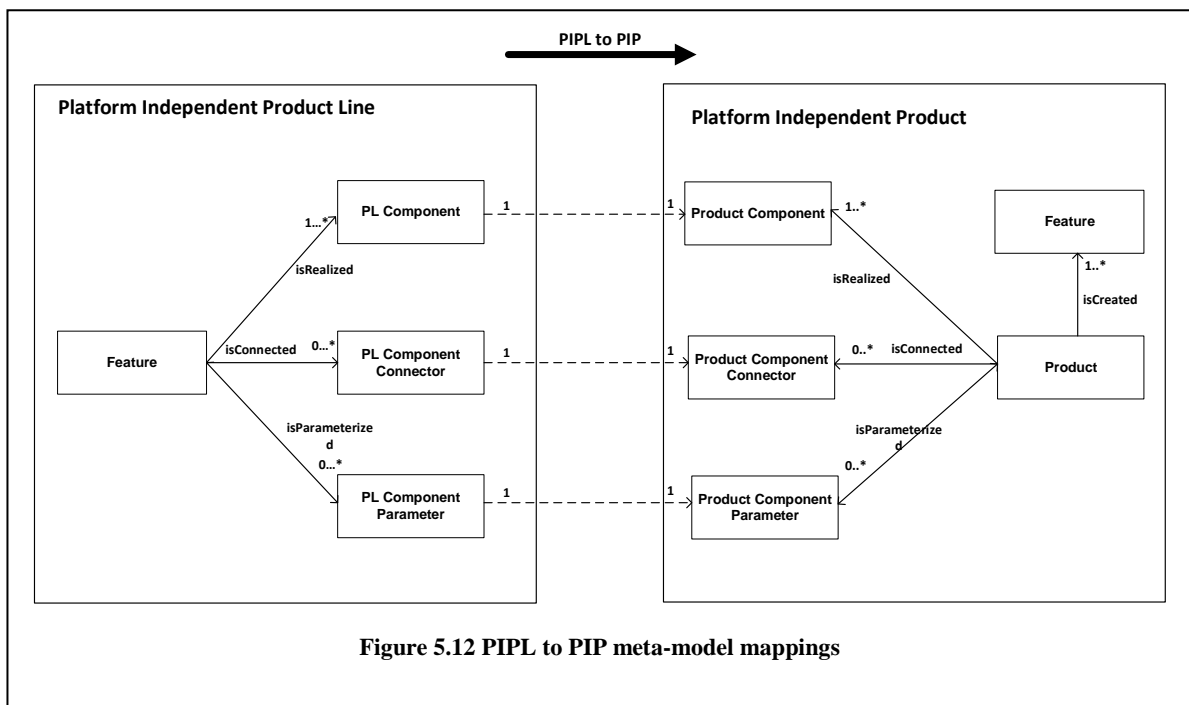 PIPL to PIP
Platform Independent Product Line
PL Component
1
1...*
isRealized
Feature
isConnected
0...*
PL Component
Connector
1
isParameterize
d
0...*
PL Component
Parameter
1
Platform Independent Product
1
Product Component
1..*
Feature
1..*
isRealized
isCreated
1
Product Component
Connector
0..*
isConnected
Product
isParameterize
d
0..*
1
Product Component
Parameter
Figure 5.12 PIPL to PIP meta-model mappings